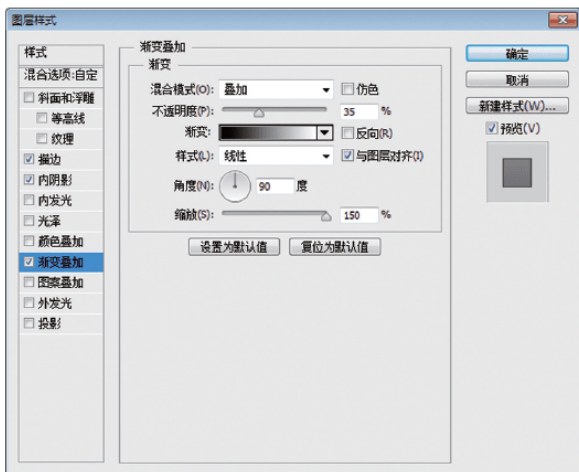 图层样式
样式
混合选项:自定
斜面和浮雕
等高线
纹理
描边
内阴影
内发光
光泽
颜色叠加
渐变叠加
图案叠加
外发光
投影
渐变叠加
渐变
混合模式(O): 叠加 仿色
不透明度(P): 35 %
渐变: 反向(R)
样式(L): 线性 与图层对齐(I)
角度(N): 90 度
缩放(S): 150 %
设置为默认值 复位为默认值
确定
取消
新建样式(W)...
预览(V)